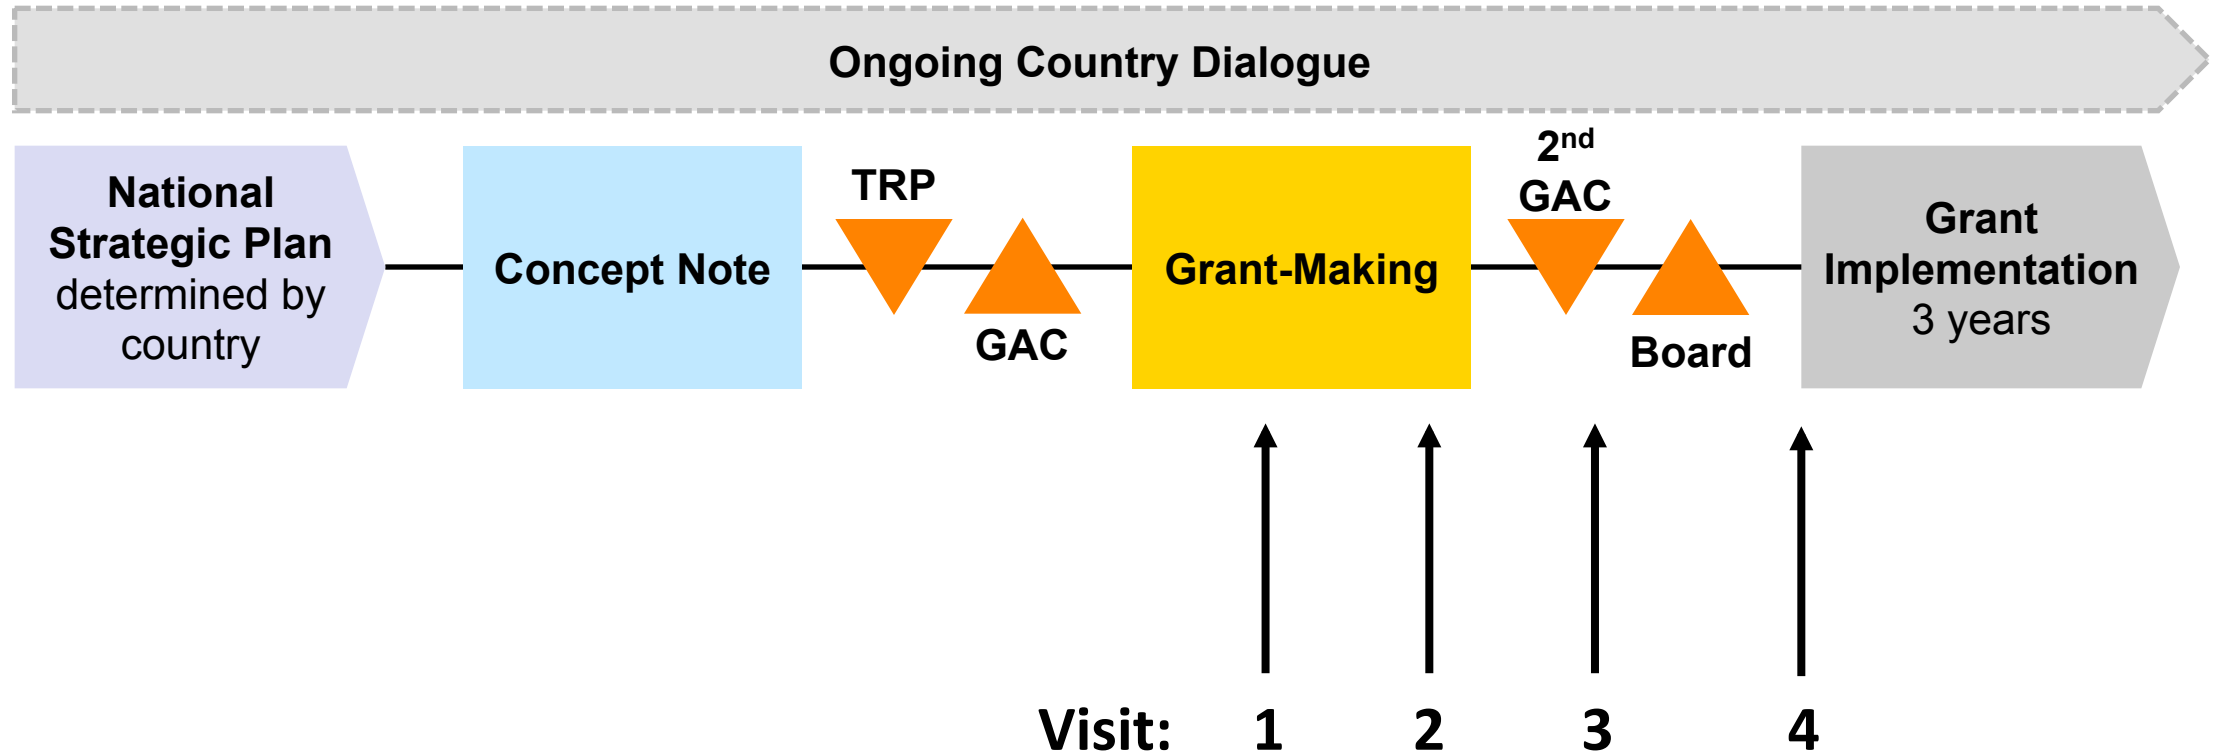 Ongoing Country Dialogue
National
Strategic Plan
determined by
country
Concept Note
TRP
GAC
Grant-Making
2nd
GAC
Board
Grant
Implementation
3 years
Visit: 1 2 3 4